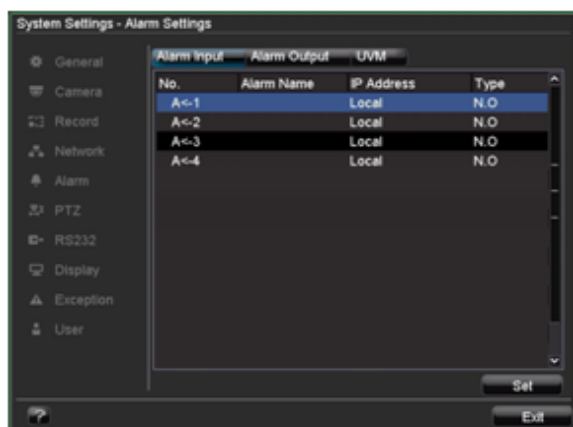 System Settings - Alarm Settings
General
Camera
Record
Network
Alarm
PTZ
RS232
Display
Exception
User
Alarm Input Alarm Output UVM
No. Alarm Name IP Address Type
A<-1 Local N.O
A<-2 Local N.O
A<-3 Local N.O
A<-4 Local N.O
Set
?
Exit